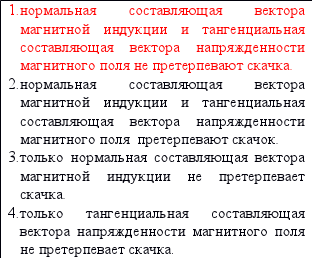 1.нормальная составляющая вектора
магнитной индукции и тангенциальная
составляющая вектора напряженности
магнитного поля не претерпевают скачка.
2.нормальная составляющая вектора
магнитной индукции и тангенциальная
составляющая вектора напряженности
магнитного поля претерпевают скачок.
3.только нормальная составляющая вектора
магнитной индукции не претерпевает
скачка.
4.только тангенциальная составляющая
вектора напряженности магнитного поля
не претерпевает скачка.